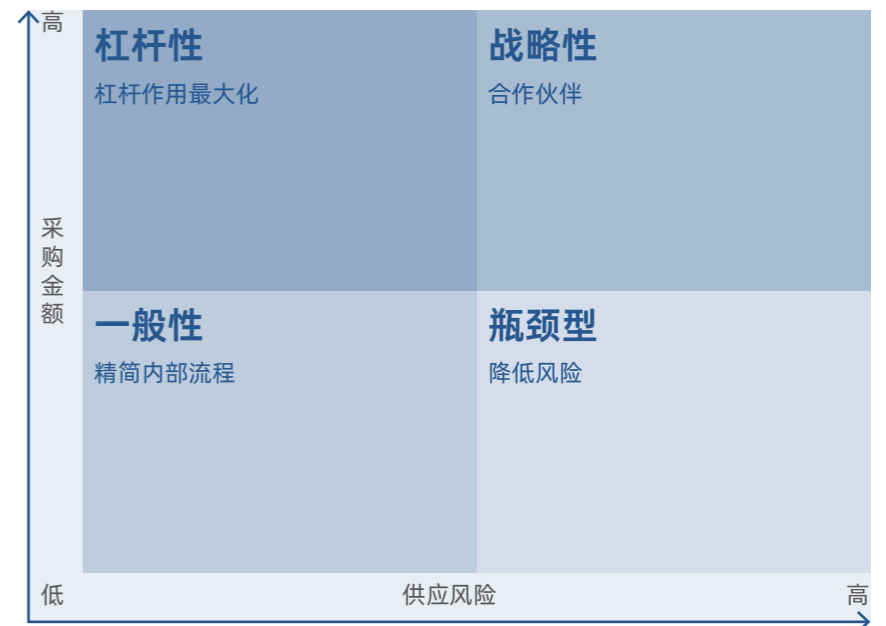 高
杠杆性
战略性
杠杆作用最大化
合作伙伴
采购金额
一般性
瓶颈型
精简内部流程
降低风险
低
供应风险
高